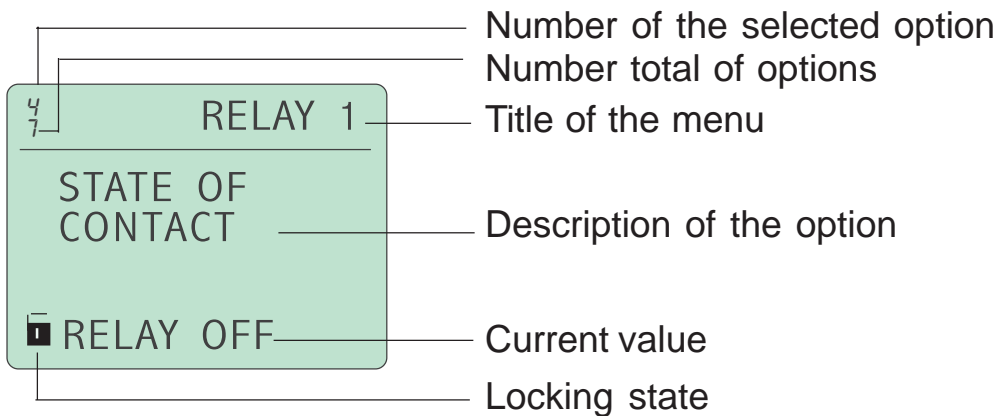 Number of the selected option
Number total of options
4
7
RELAY 1
Title of the menu
STATE OF
CONTACT
Description of the option
RELAY OFF
Current value
Locking state